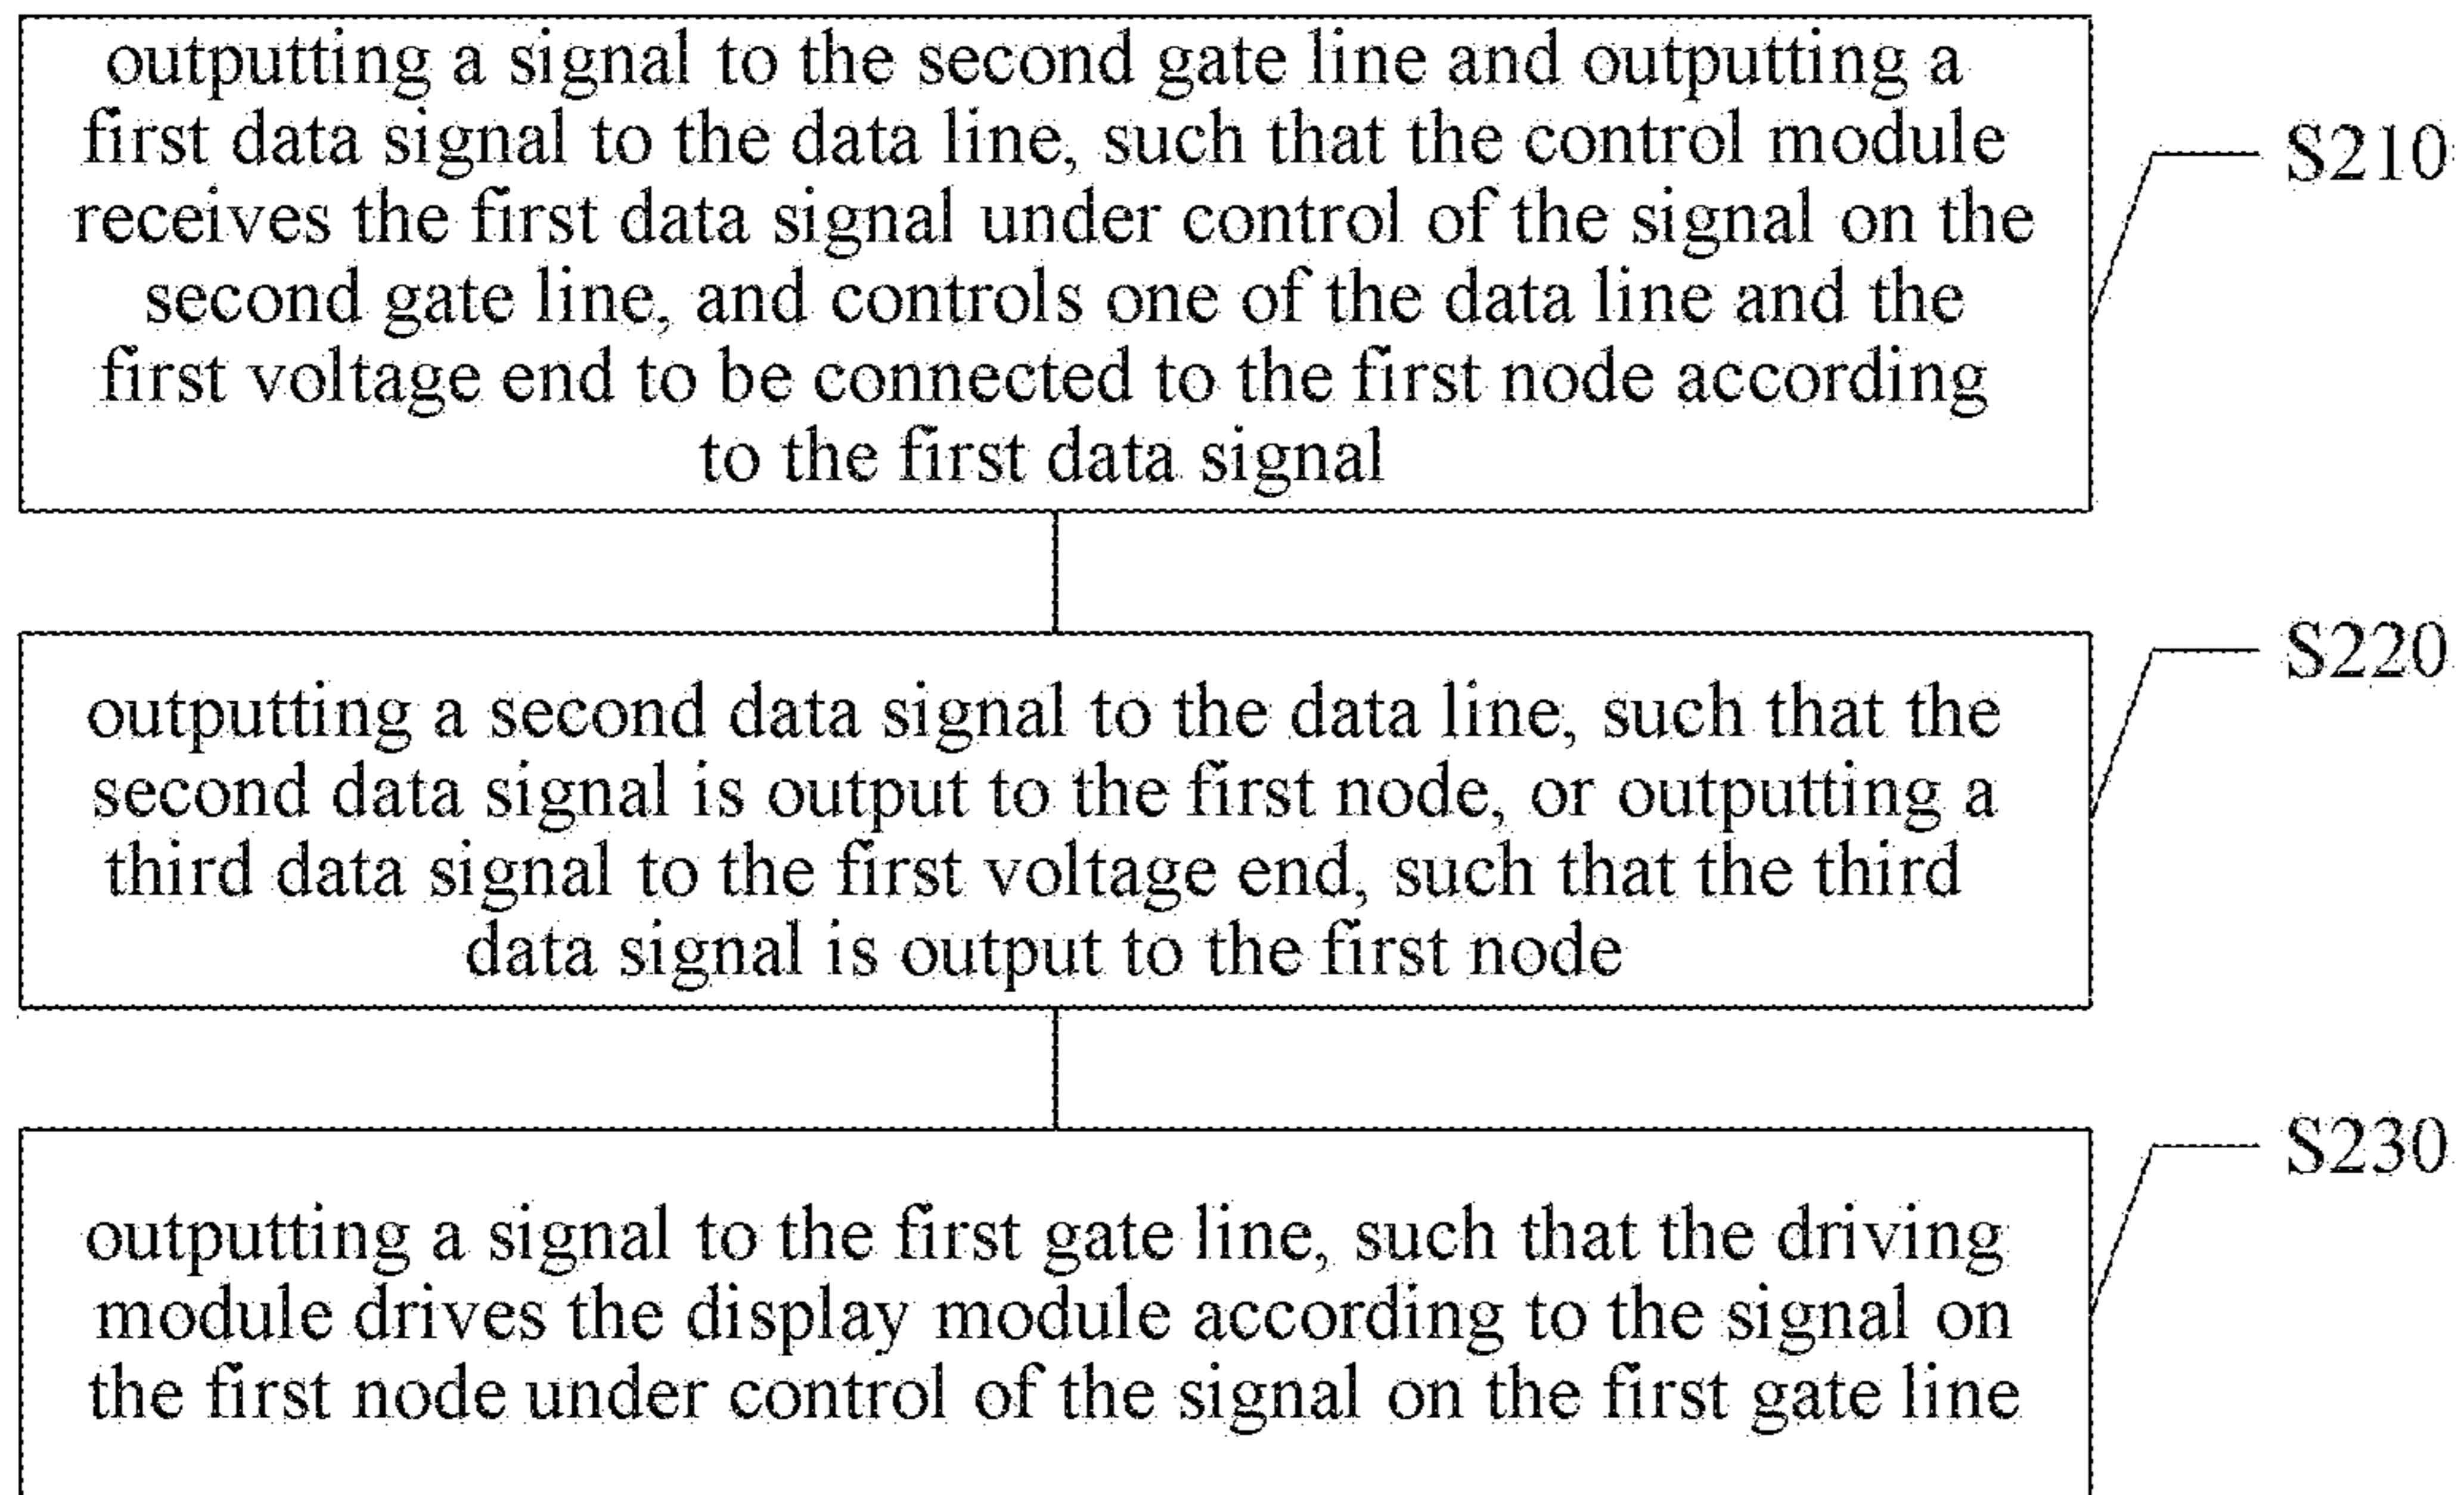 outputting a signal to the second gate line and outputting a
first data signal to the data line, such that the control module
receives the first data signal under control of the signal on the
second gate line, and controls one of the data line and the
first voltage end to be connected to the first node according
to the first data signal
S210
outputting a second data signal to the data line, such that the
second data signal is output to the first node, or outputting a
third data signal to the first voltage end, such that the third
data signal is output to the first node
S220
outputting a signal to the first gate line, such that the driving
module drives the display module according to the signal on
the first node under control of the signal on the first gate line
S230